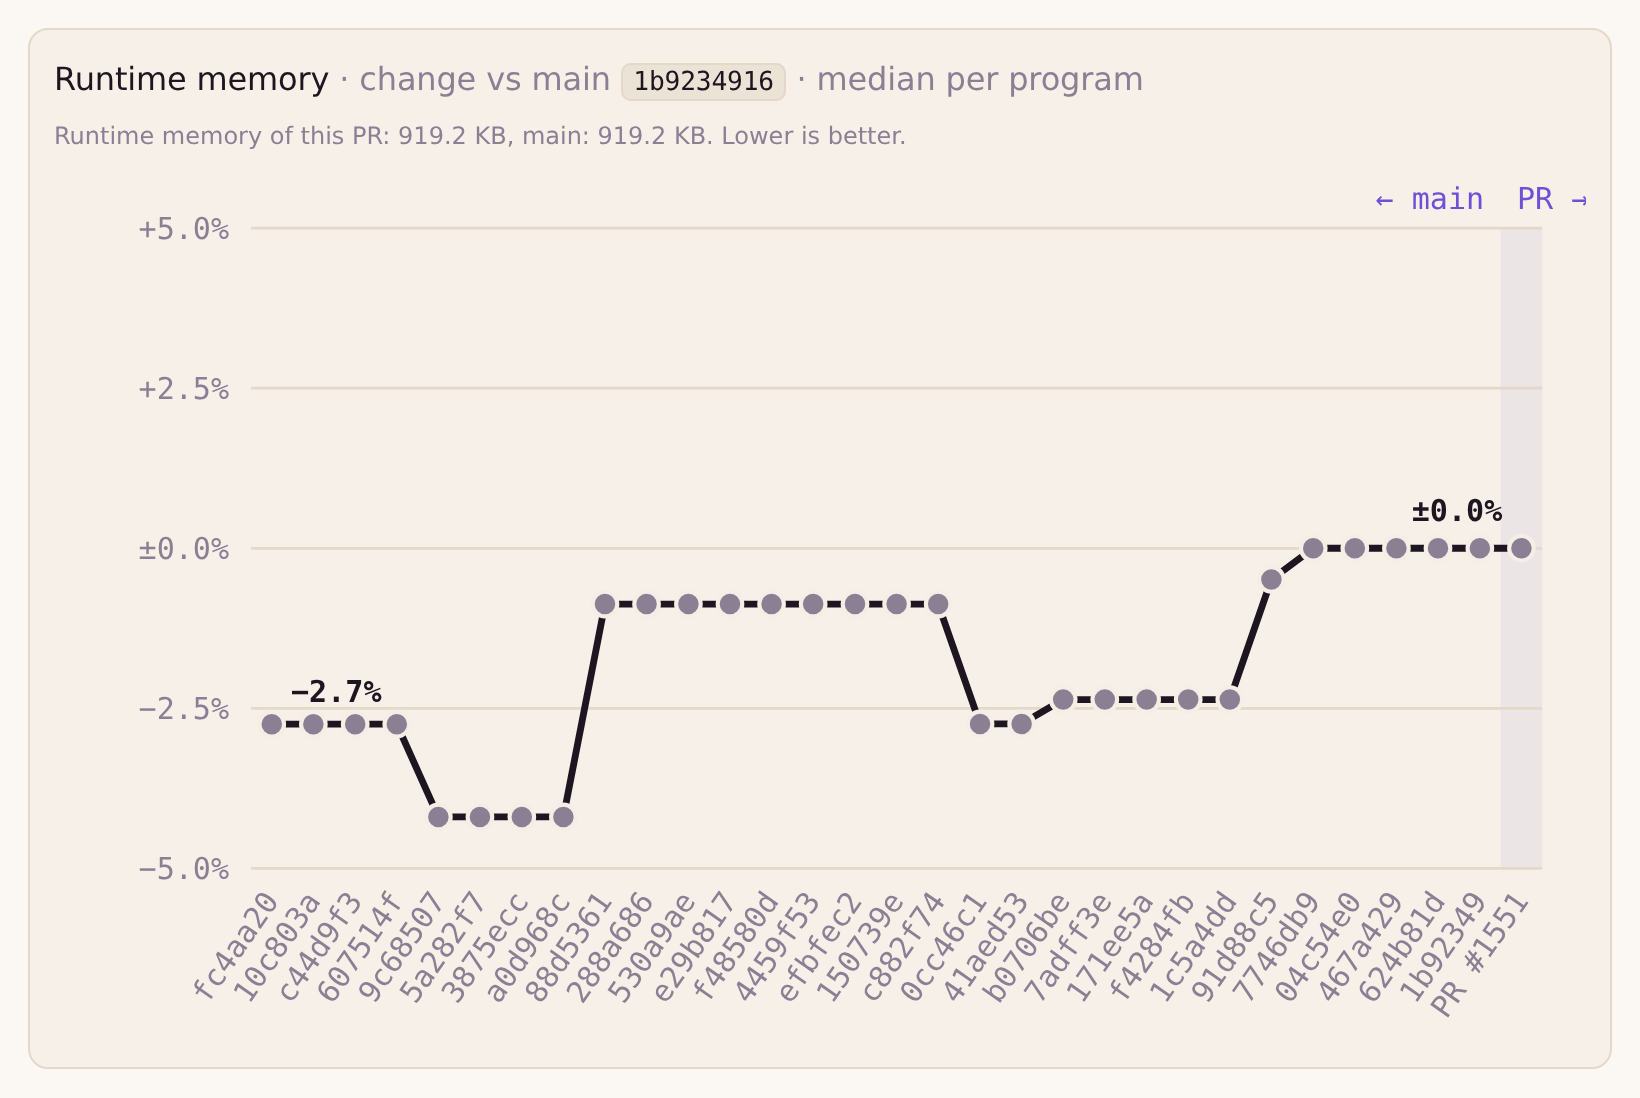 Runtime memory · change vs main 1b9234916 · median per program
Runtime memory of this PR: 919.2 KB, main: 919.2 KB. Lower is better.
← main PR →
+5.0%
+2.5%
±0.0%
−2.5%
−5.0%
−2.7%
±0.0%
fc4aa20
10c803a
c44d9f3
607514f
9c68507
5a282f7
3875ecc
a0d968c
88d5361
288a686
530a9ae
e29b817
f48580d
4459f53
efbfec2
150739e
c882f74
0cc46c1
41aed53
b0706be
7adff3e
171ee5a
f4284fb
1c5a4dd
91d88c5
7746db9
04c54e0
467a429
624b81d
1b92349
PR #1551